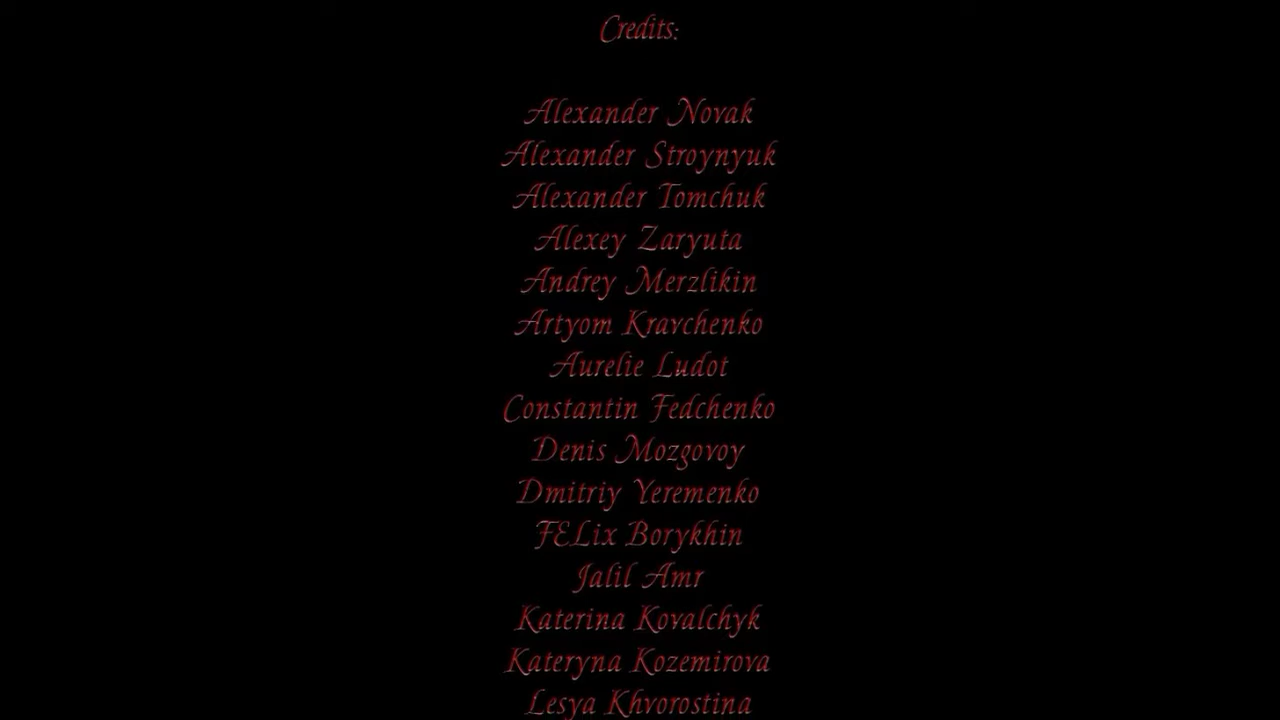 Credits:
Alexander Novak
Alexander Stroynyuk
Alexander Tomchuk
Alexey Zaryuta
Andrey Merzlikin
Artyom Kravchenko
Aurelie Ludot
Constantin Fedchenko
Denis Mozgovoy
Dmitriy Yeremenko
FELix Borykhin
Jalil Amr
Katerina Kovalchyk
Kateryna Kozemirova
Lesya Khvorostina